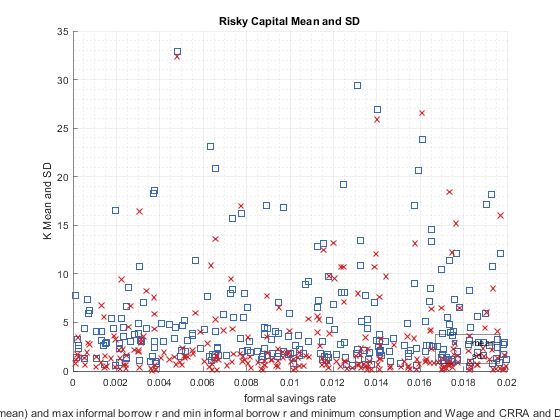 Risky Capital Mean and SD
35
30
25
20
15
10
5
0
K Mean and SD
0 0.002 0.004 0.006 0.008 0.01 0.012 0.014 0.016 0.018 0.02
formal savings rate
mean) and max informal borrow r and min informal borrow r and minimum consumption and Wage and CRRA and